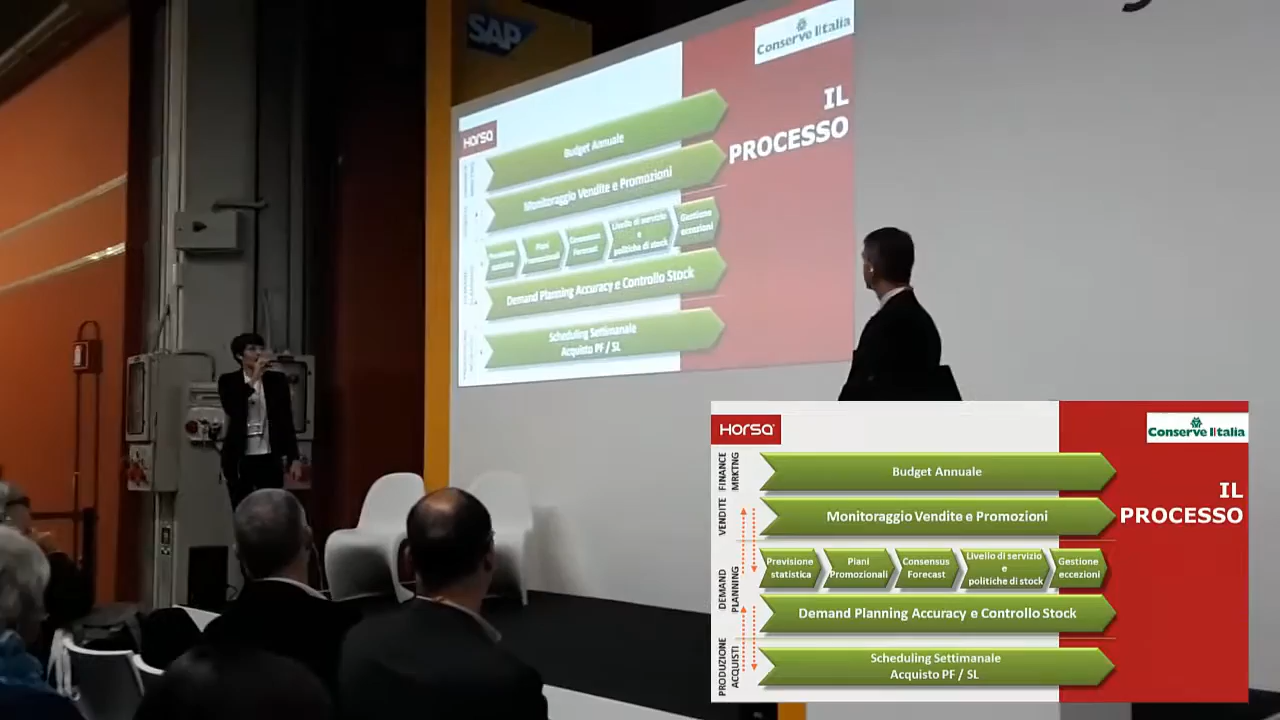 SAP
Conserve Italia
HORSA
IL
PROCESSO
Budget Annuale
Monitoraggio Vendite e Promozioni
Consensus
Forecast
Livello di servizio
e
politiche di stock
Gestione
eccezioni
Demand Planning Accuracy e Controllo Stock
Scheduling Settimanale
Acquisto PF / SL
HORSA
Conserve Italia
IL
PROCESSO
FINANCE
MRKTNG
VENDITE
DEMAND
PLANNING
PRODUZIONE
ACQUISTI
Budget Annuale
Monitoraggio Vendite e Promozioni
Previsione
statistica
Piani
Promozionali
Consensus
Forecast
Livello di servizio
e
politiche di stock
Gestione
eccezioni
Demand Planning Accuracy e Controllo Stock
Scheduling Settimanale
Acquisto PF / SL